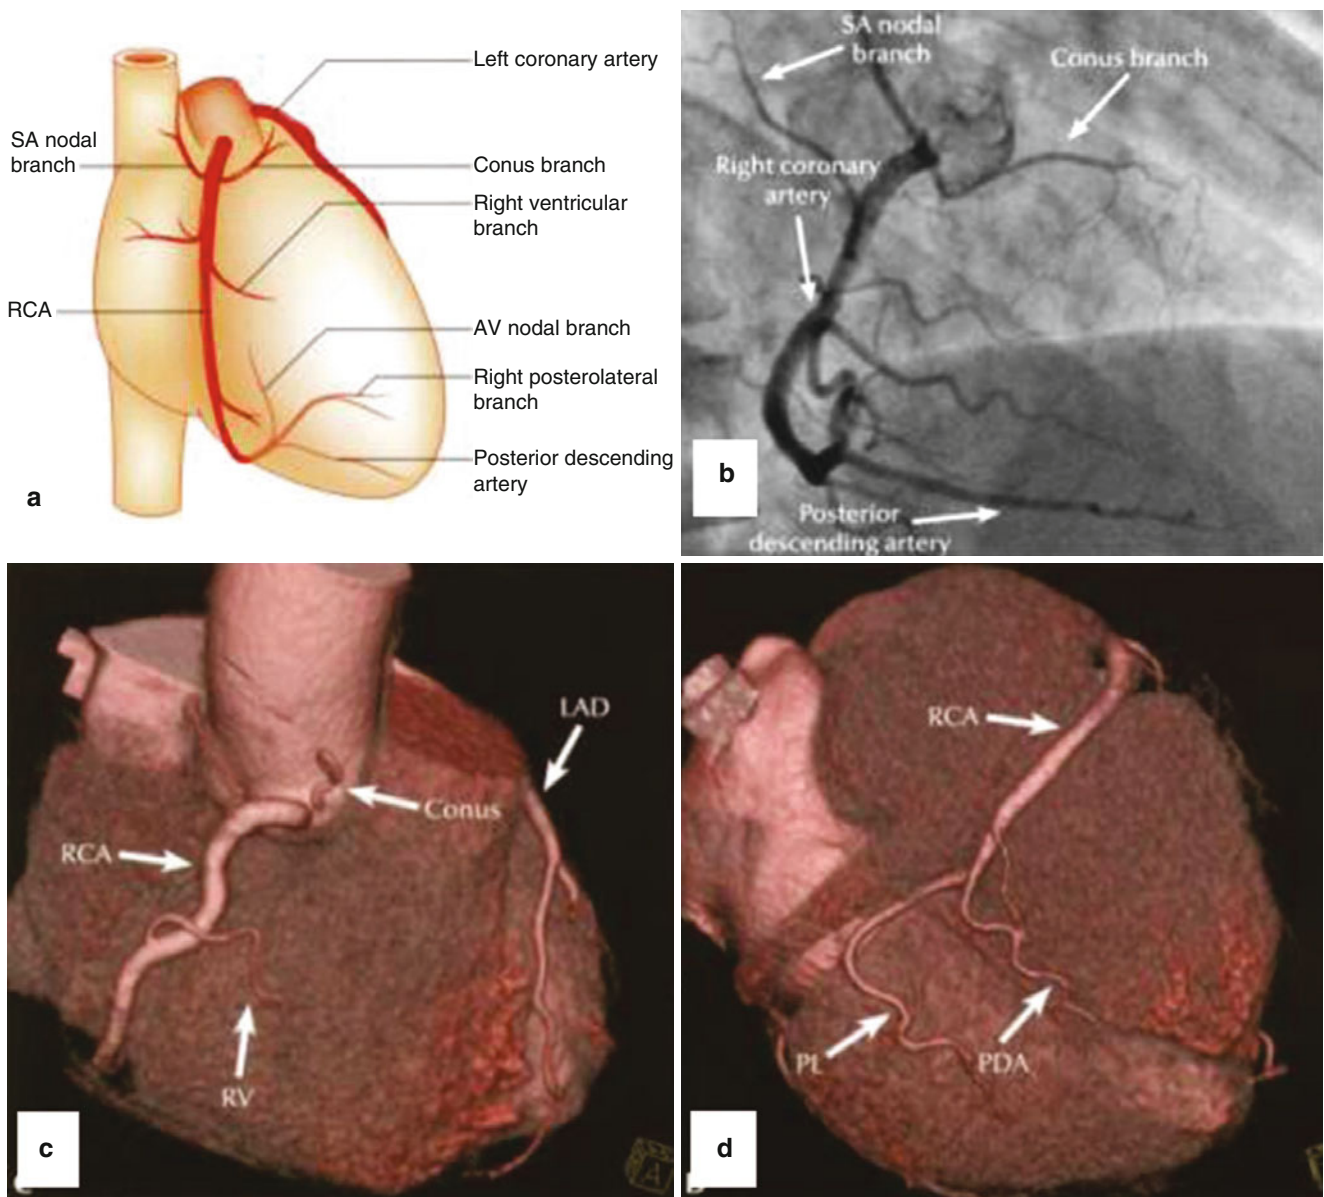 Left coronary artery
SA nodal
branch
Conus branch
Right ventricular
branch
RCA
AV nodal branch
Right posterolateral
branch
Posterior descending
artery
a
SA nodal
branch
Conus branch
Right coronary
artery
b
Posterior
descending artery
LAD
Conus
RCA
RV
c
A
RCA
PL
PDA
d